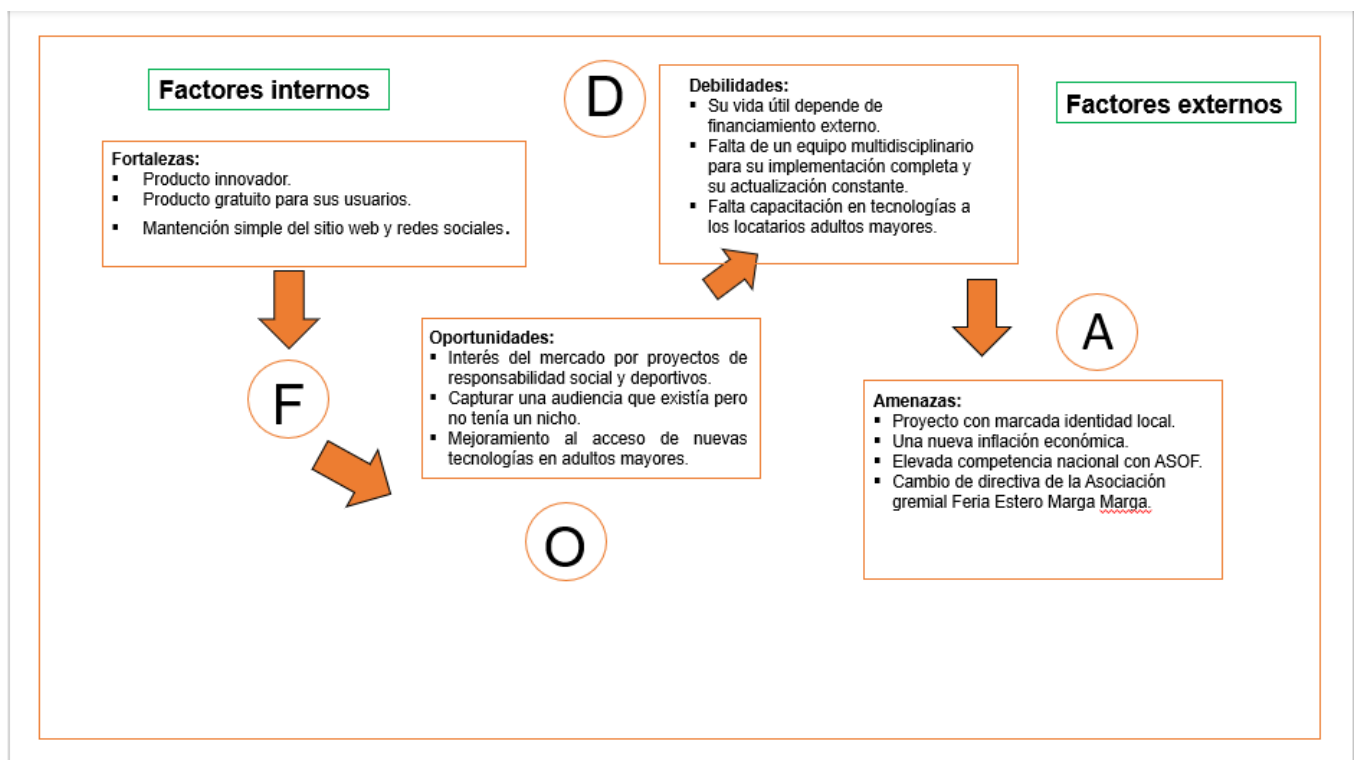 Factores internos
Fortalezas:
▪ Producto innovador.
▪ Producto gratuito para sus usuarios.
▪ Mantención simple del sitio web y redes sociales.
F
Oportunidades:
▪ Interés del mercado por proyectos de
responsabilidad social y deportivos.
▪ Capturar una audiencia que existía pero
no tenía un nicho.
▪ Mejoramiento al acceso de nuevas
tecnologías en adultos mayores.
O
D
Debilidades:
▪ Su vida útil depende de
financiamiento externo.
▪ Falta de un equipo multidisciplinario
para su implementación completa y
su actualización constante.
▪ Falta capacitación en tecnologías a
los locatarios adultos mayores.
Factores externos
A
Amenazas:
▪ Proyecto con marcada identidad local.
▪ Una nueva inflación económica.
▪ Elevada competencia nacional con ASOF.
▪ Cambio de directiva de la Asociación
gremial Feria Estero Marga Marga.